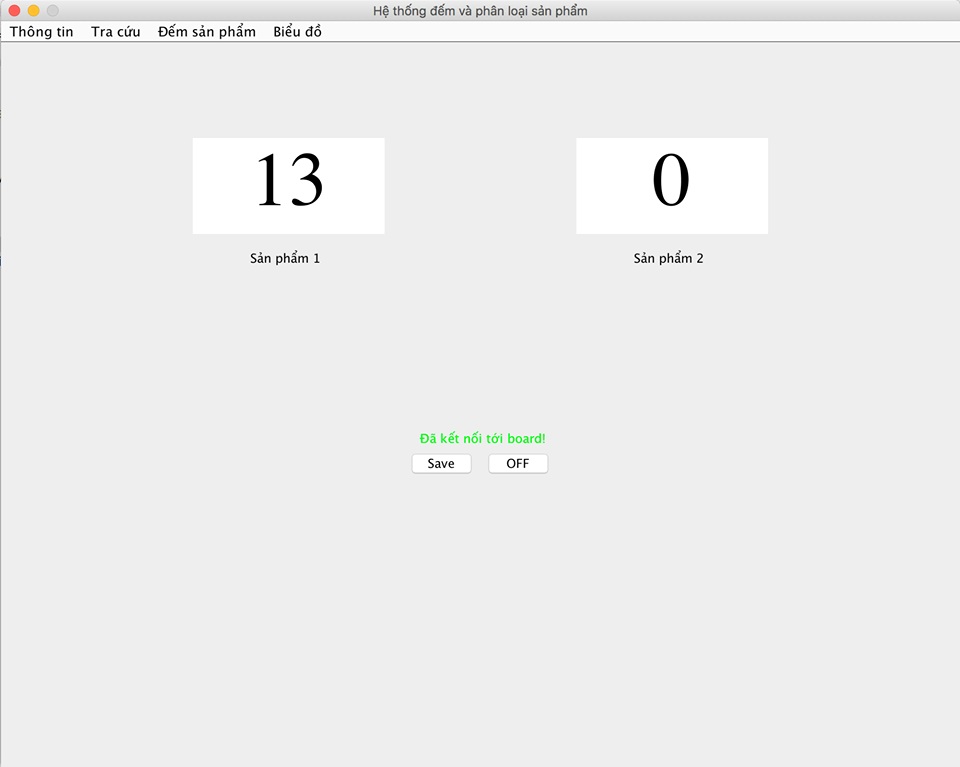 Hệ thống đếm và phân loại sản phẩm
Thông tin Tra cứu Đếm sản phẩm Biểu đồ
13 0
Sản phẩm 1 Sản phẩm 2
Đã kết nối tới board!
Save OFF